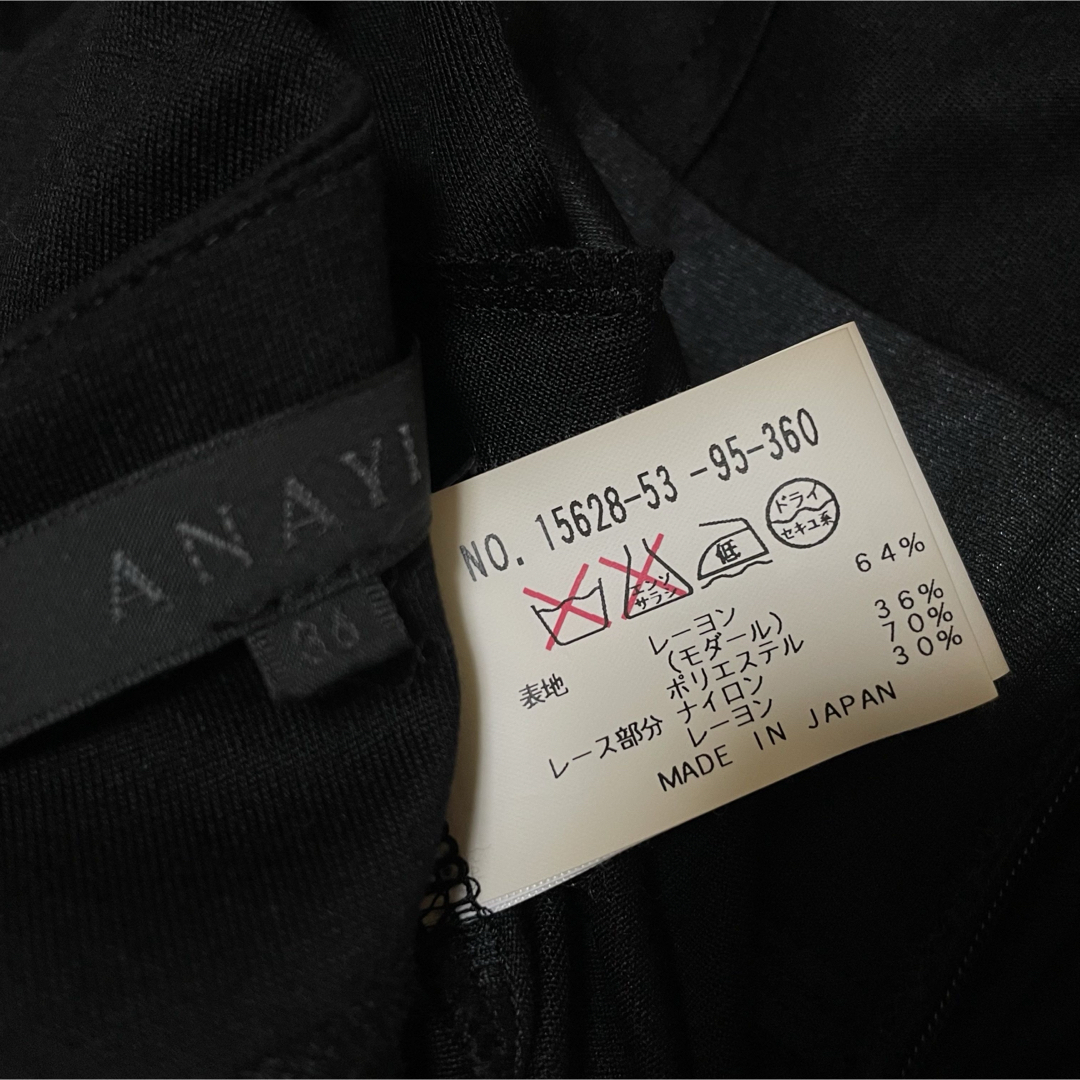 ANAYI
36
NO. 15628-53 -95-360
エンソ
サラシ
低
ドライ
セキユ系
表地 レーヨン 64%
(モダール)
ポリエステル 36%
レース部分 ナイロン 70%
レーヨン 30%
MADE IN JAPAN